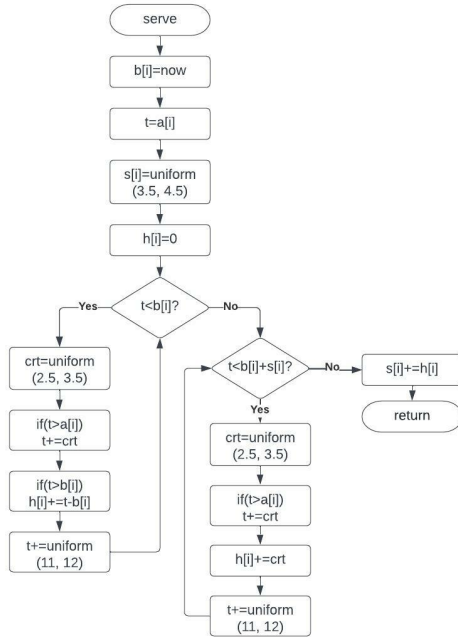 serve
b[i]=now
t=a[i]
s[i]=uniform
(3.5, 4.5)
h[i]=0
t<b[i]?
Yes
No
crt=uniform
(2.5, 3.5)
if(t>a[i])
t+=crt
if(t>b[i])
h[i]+=t-b[i]
t+=uniform
(11, 12)
t<b[i]+s[i]?
No
s[i]+=h[i]
return
Yes
crt=uniform
(2.5, 3.5)
if(t>a[i])
t+=crt
h[i]+=crt
t+=uniform
(11, 12)